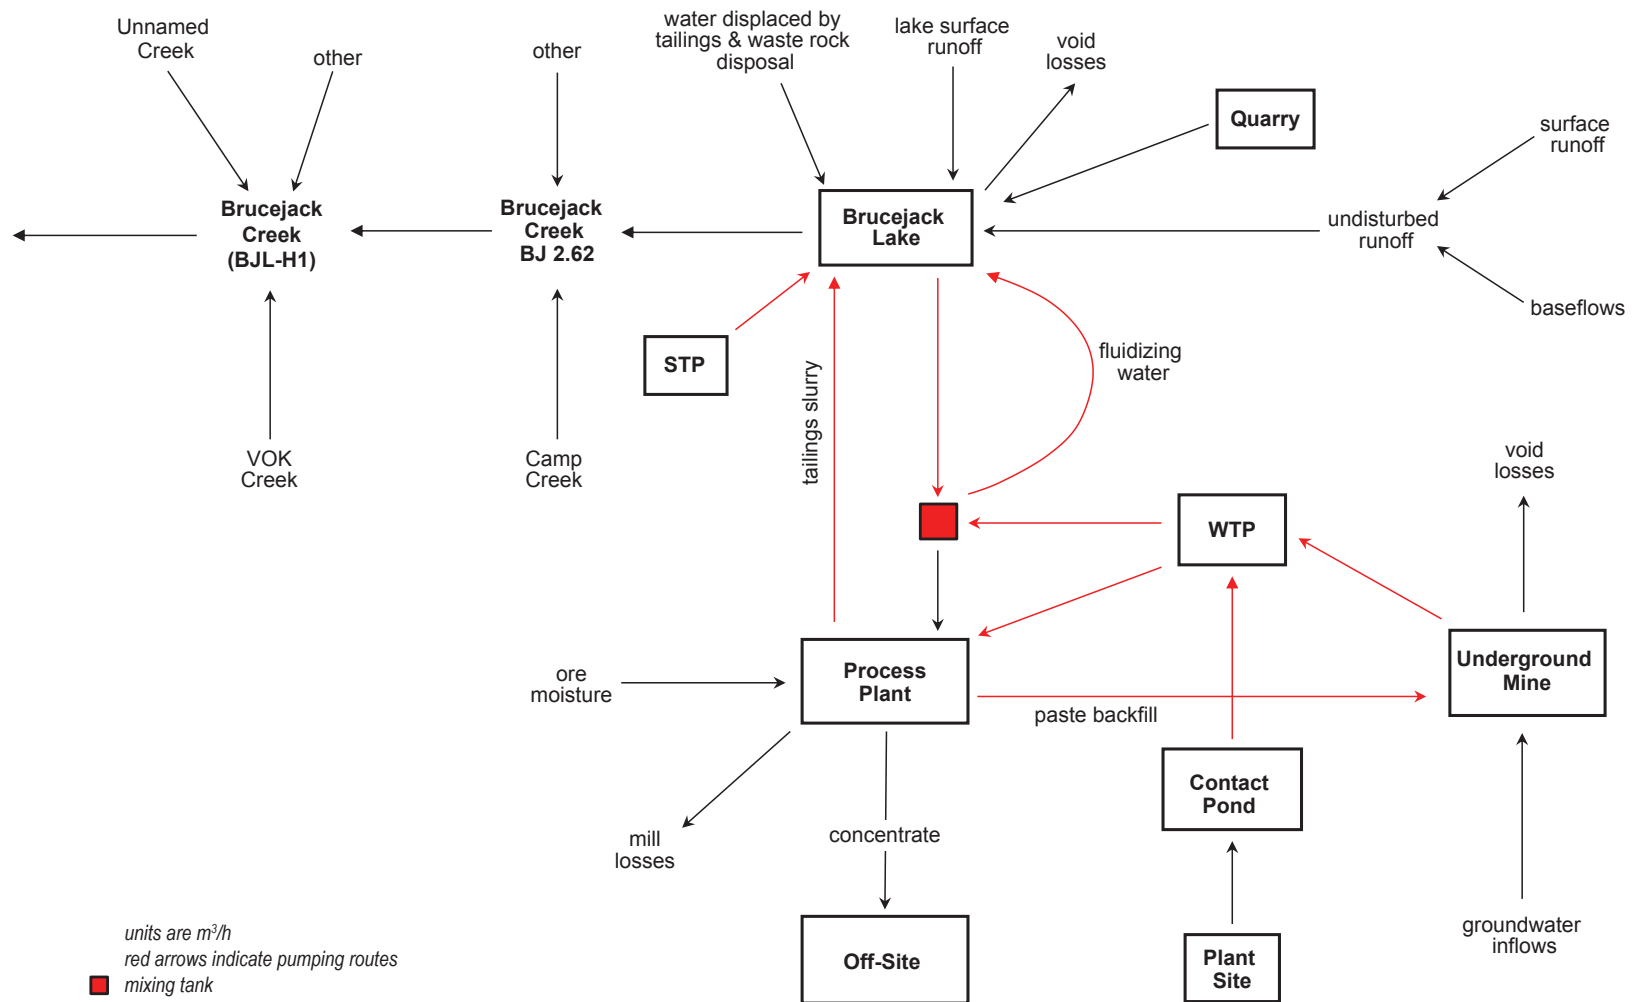 Unnamed
Creek
other
other
water displaced by
tailings & waste rock
disposal
lake surface
runoff
void
losses
Quarry
surface
runoff
Brucejack
Creek
(BJL-H1)
Brucejack
Creek
BJ 2.62
Brucejack
Lake
undisturbed
runoff
baseflows
STP
fluidizing
water
tailings slurry
VOK
Creek
Camp
Creek
void
losses
WTP
ore
moisture
Process
Plant
Underground
Mine
paste backfill
Contact
Pond
mill
losses
concentrate
groundwater
inflows
Off-Site
Plant
Site
units are m³/h
red arrows indicate pumping routes
mixing tank